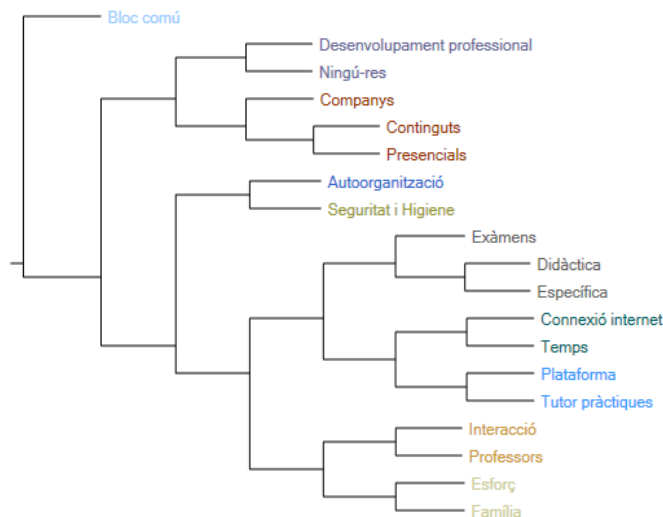 Bloc comú
Desenvolupament professional
Ningú-res
Companys
Continguts
Presencials
Autoorganització
Seguritat i Higiene
Exàmens
Didàctica
Específica
Connexió internet
Temps
Plataforma
Tutor pràctiques
Interacció
Professors
Esforç
Família